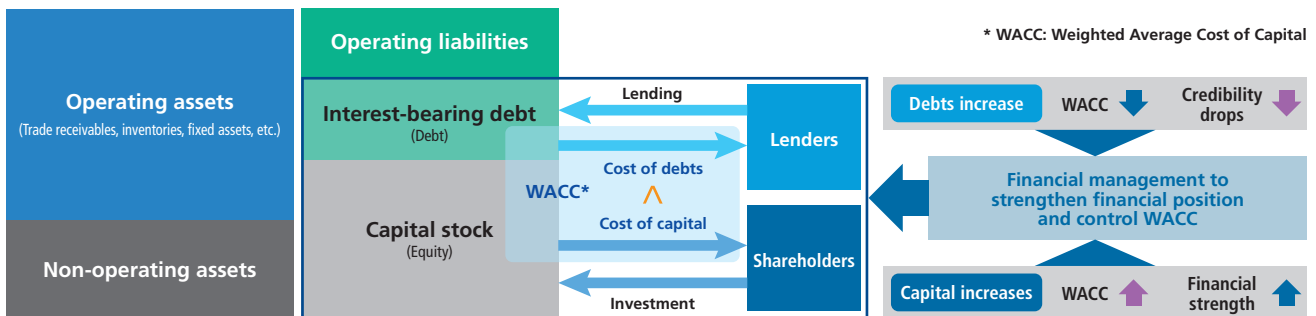 Operating assets
(Trade receivables, inventories, fixed assets, etc.)
Non-operating assets
Operating liabilities
Interest-bearing debt
(Debt)
Capital stock
(Equity)
WACC*
Lending
Cost of debts
<
Cost of capital
Investment
Lenders
Shareholders
* WACC: Weighted Average Cost of Capital
Debts increase
WACC
Credibility
drops
Financial management to
strengthen financial position
and control WACC
Capital increases
WACC
Financial
strength